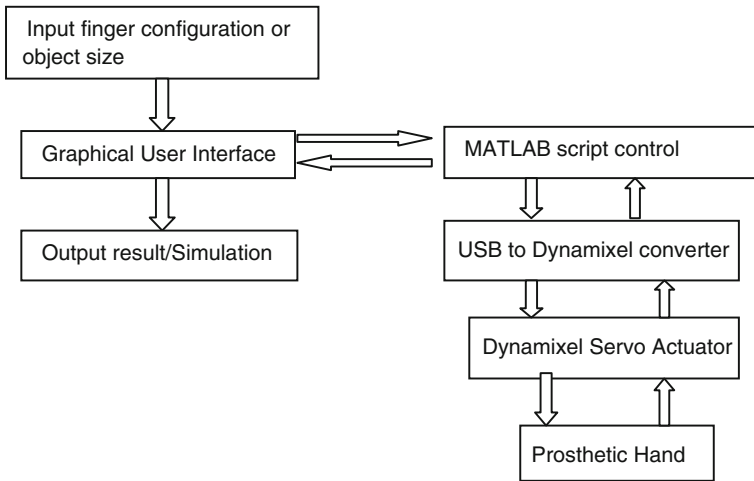 Input finger configuration or
object size
Graphical User Interface
Output result/Simulation
MATLAB script control
USB to Dynamixel converter
Dynamixel Servo Actuator
Prosthetic Hand